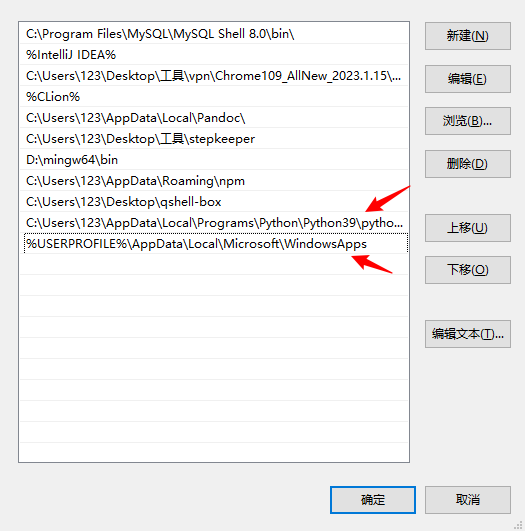 C:\Program Files\MySQL\MySQL Shell 8.0\bin\
%IntelliJ IDEA%
C:\Users\123\Desktop\工具\vpn\Chrome109_AllNew_2023.1.15\...
%CLion%
C:\Users\123\AppData\Local\Pandoc\
C:\Users\123\Desktop\工具\stepkeeper
D:\mingw64\bin
C:\Users\123\AppData\Roaming\npm
C:\Users\123\Desktop\qshell-box
C:\Users\123\AppData\Local\Programs\Python\Python39\pytho...
%USERPROFILE%\AppData\Local\Microsoft\WindowsApps
新建(N)
编辑(E)
浏览(B)...
删除(D)
上移(U)
下移(O)
编辑文本(T)...
确定
取消